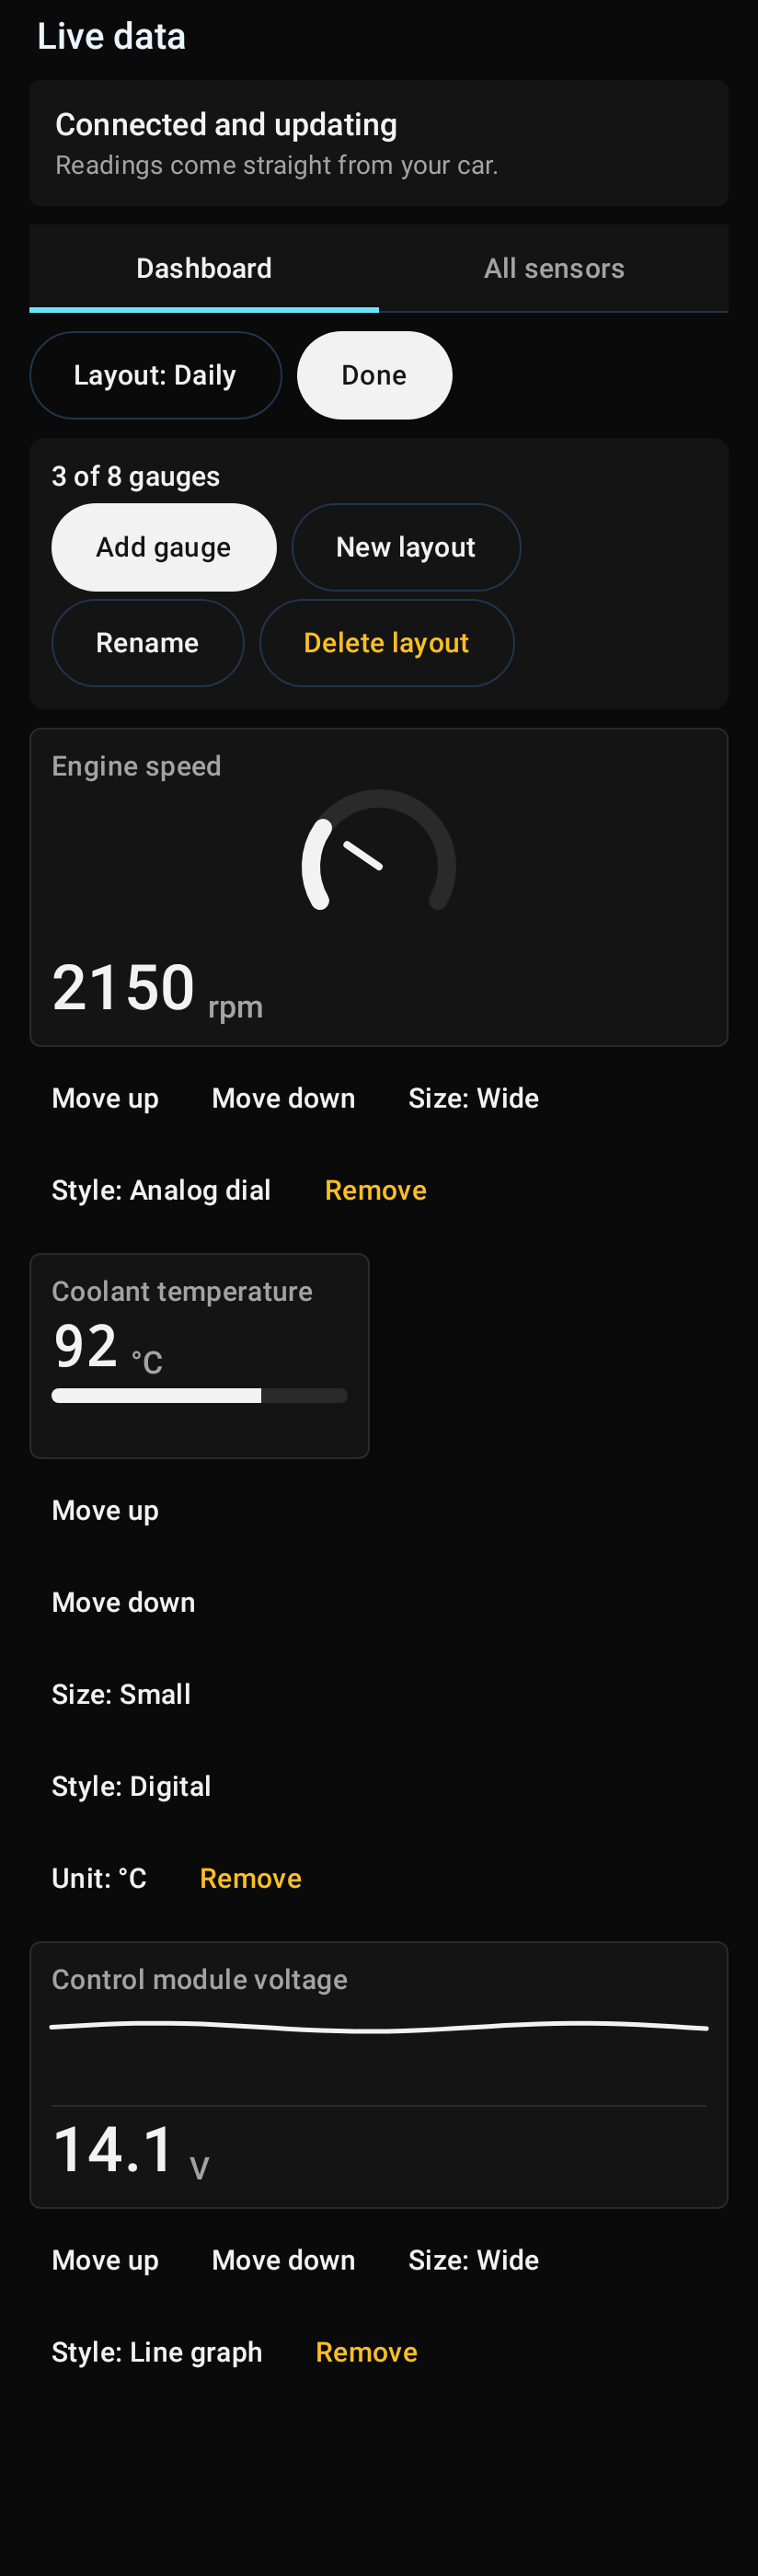 Live data
Connected and updating
Readings come straight from your car.
Dashboard All sensors
Layout: Daily Done
3 of 8 gauges
Add gauge New layout
Rename Delete layout
Engine speed
2150 rpm
Move up Move down Size: Wide
Style: Analog dial Remove
Coolant temperature
92 °C
Move up
Move down
Size: Small
Style: Digital
Unit: °C Remove
Control module voltage
14.1 V
Move up Move down Size: Wide
Style: Line graph Remove